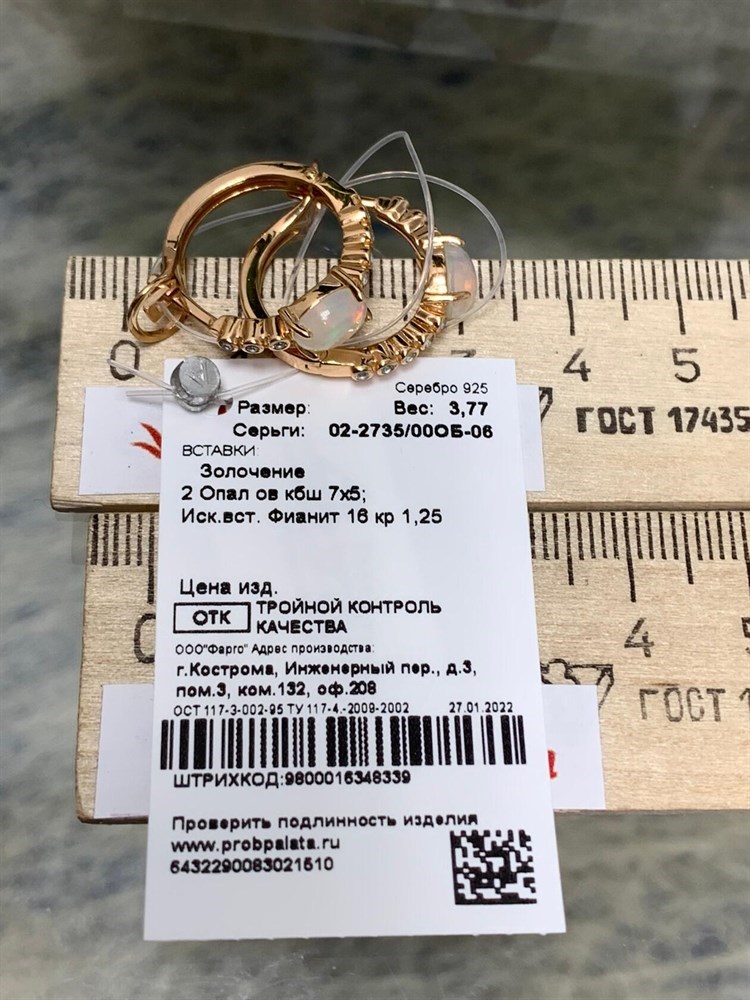 0
4
5
ГОСТ 17435
Серебро 925
Размер:
Вес: 3,77
Серьги: 02-2735/00ОБ-06
ВСТАВКИ:
Золочение
2 Опал ов кбш 7х5;
Иск.вст. Фианит 16 кр 1,25
Цена изд.
ОТК
ТРОЙНОЙ КОНТРОЛЬ
КАЧЕСТВА
ООО"Фарго" Адрес производства:
г.Кострома, Инженерный пер., д.3,
пом.3, ком.132, оф.208
ОСТ 117-3-002-95 ТУ 117-4.-2009-2002 27.01.2022
ШТРИХКОД:9800016348339
Проверить подлинность изделия
www.probpalata.ru
6432290083021610
4
ГОСТ 1